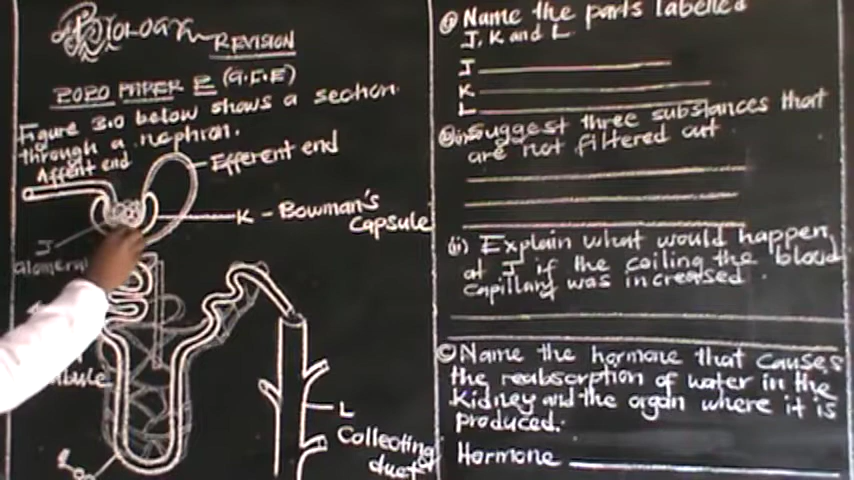 Biology
REVISION
2020 PAPER 2 (G.C.E)
Figure 3.0 below shows a section
through a nephron.
Afferent end
Efferent end
K - Bowman's
Capsule
J
L
Collecting
duct
(a) Name the parts labelled
J, K and L.
J
K
L
(b)(i) Suggest three substances that
are not filtered out
(ii) Explain what would happen
at J if the coiling the blood
capillary was increased.
(c) Name the hormone that causes
the reabsorption of water in the
kidney and the organ where it is
produced.
Hormone